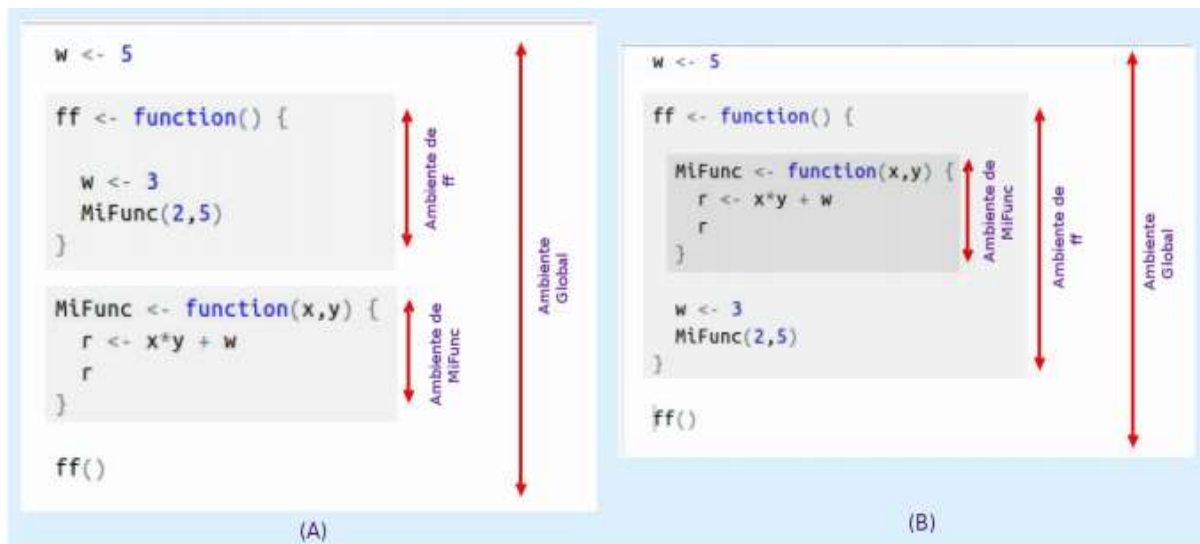 w <- 5
ff <- function() {
w <- 3
MiFunc(2,5)
}
MiFunc <- function(x,y) {
r <- x*y + w
r
}
ff()
Ambiente de
ff
Ambiente de
MiFunc
Ambiente
Global
(A)
w <- 5
ff <- function() {
MiFunc <- function(x,y) {
r <- x*y + w
r
}
w <- 3
MiFunc(2,5)
}
ff()
Ambiente de
MiFunc
Ambiente de
ff
Ambiente
Global
(B)